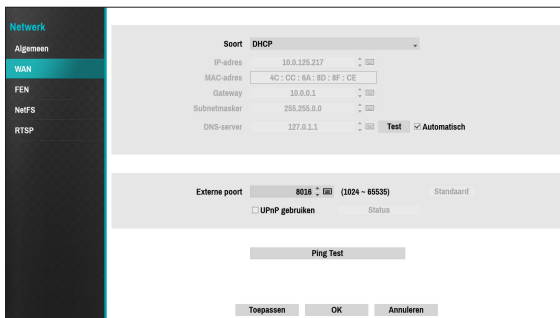 Netwerk
Algemeen
WAN
FEN
NetFS
RTSP
Soort DHCP
IP-adres 10.0.125.217
MAC-adres 4C : CC : 6A : 8D : 8F : CE
Gateway 10.0.0.1
Subnetmasker 255.255.0.0
DNS-server 127.0.1.1 Test Automatisch
Externe poort 8016 (1024 ~ 65535) Standaard
UPnP gebruiken Status
Ping Test
Toepassen OK Annuleren